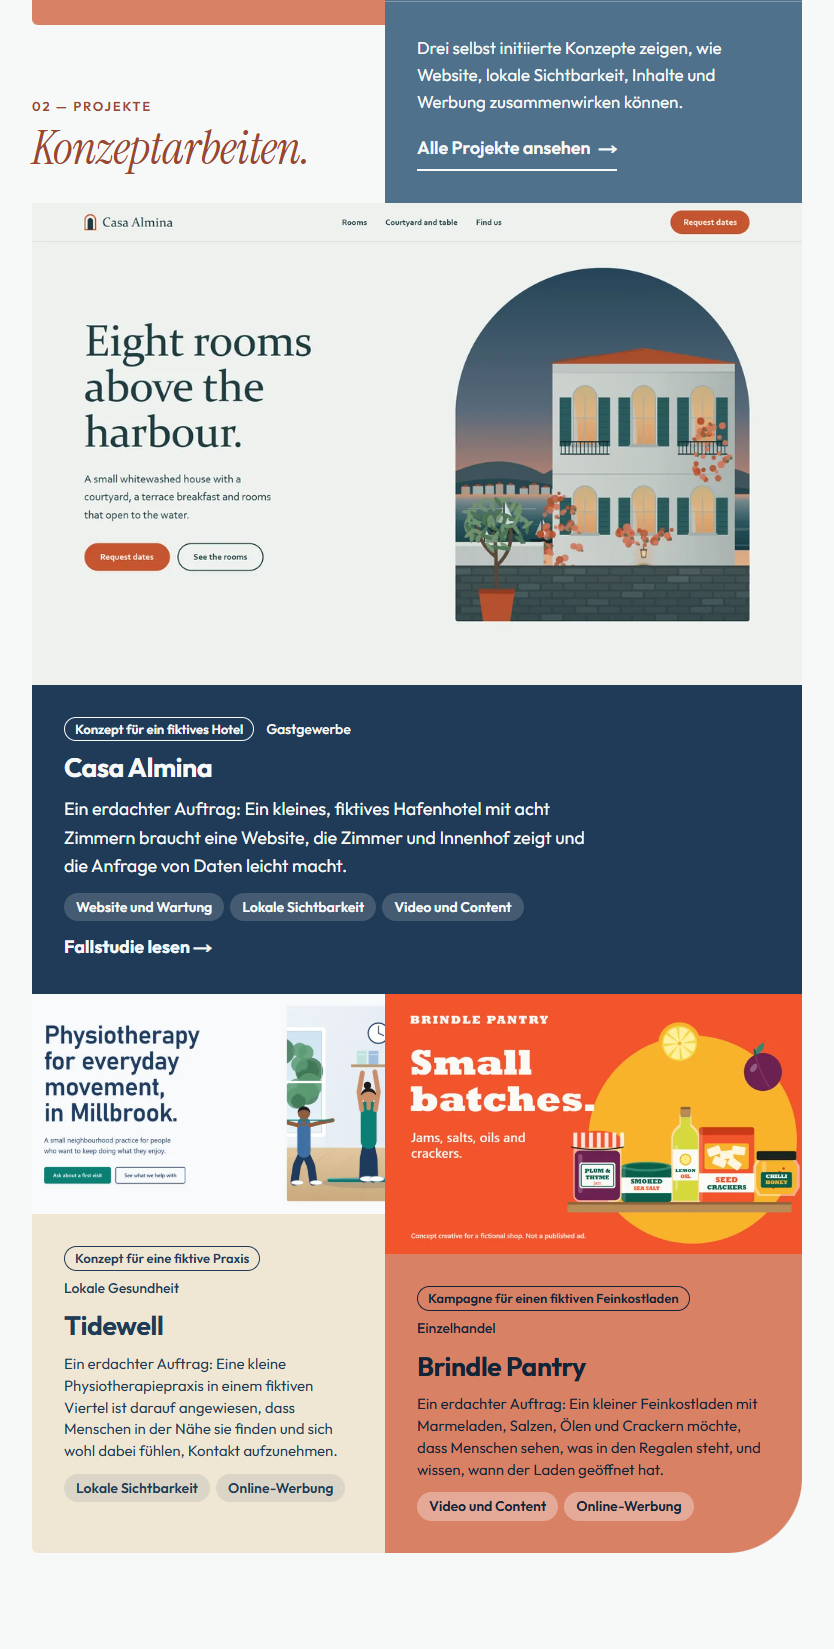 Drei selbst initiierte Konzepte zeigen, wie
Website, lokale Sichtbarkeit, Inhalte und
Werbung zusammenwirken können.
Alle Projekte ansehen →
02 — PROJEKTE
Konzeptarbeiten.
Casa Almina
Rooms
Courtyard and table
Find us
Request dates
Eight rooms
above the
harbour.
A small whitewashed house with a
courtyard, a terrace breakfast and rooms
that open to the water.
Request dates
See the rooms
Konzept für ein fiktives Hotel
Gastgewerbe
Casa Almina
Ein erdachter Auftrag: Ein kleines, fiktives Hafenhotel mit acht
Zimmern braucht eine Website, die Zimmer und Innenhof zeigt und
die Anfrage von Daten leicht macht.
Website und Wartung
Lokale Sichtbarkeit
Video und Content
Fallstudie lesen →
Physiotherapy
for everyday
movement,
in Millbrook.
A small neighbourhood practice for people
who want to keep doing what they enjoy.
Ask about a first visit
See what we help with
Konzept für eine fiktive Praxis
Lokale Gesundheit
Tidewell
Ein erdachter Auftrag: Eine kleine
Physiotherapiepraxis in einem fiktiven
Viertel ist darauf angewiesen, dass
Menschen in der Nähe sie finden und sich
wohl dabei fühlen, Kontakt aufzunehmen.
Lokale Sichtbarkeit
Online-Werbung
BRINDLE PANTRY
Small
batches.
Jams, salts, oils and
crackers.
PLUM &
THYME
JAM
SMOKED
SEA SALT
LEMON
OIL
SEED
CRACKERS
CHILLI
HONEY
Concept creative for a fictional shop. Not a published ad.
Kampagne für einen fiktiven Feinkostladen
Einzelhandel
Brindle Pantry
Ein erdachter Auftrag: Ein kleiner Feinkostladen mit
Marmeladen, Salzen, Ölen und Crackern möchte,
dass Menschen sehen, was in den Regalen steht, und
wissen, wann der Laden geöffnet hat.
Video und Content
Online-Werbung